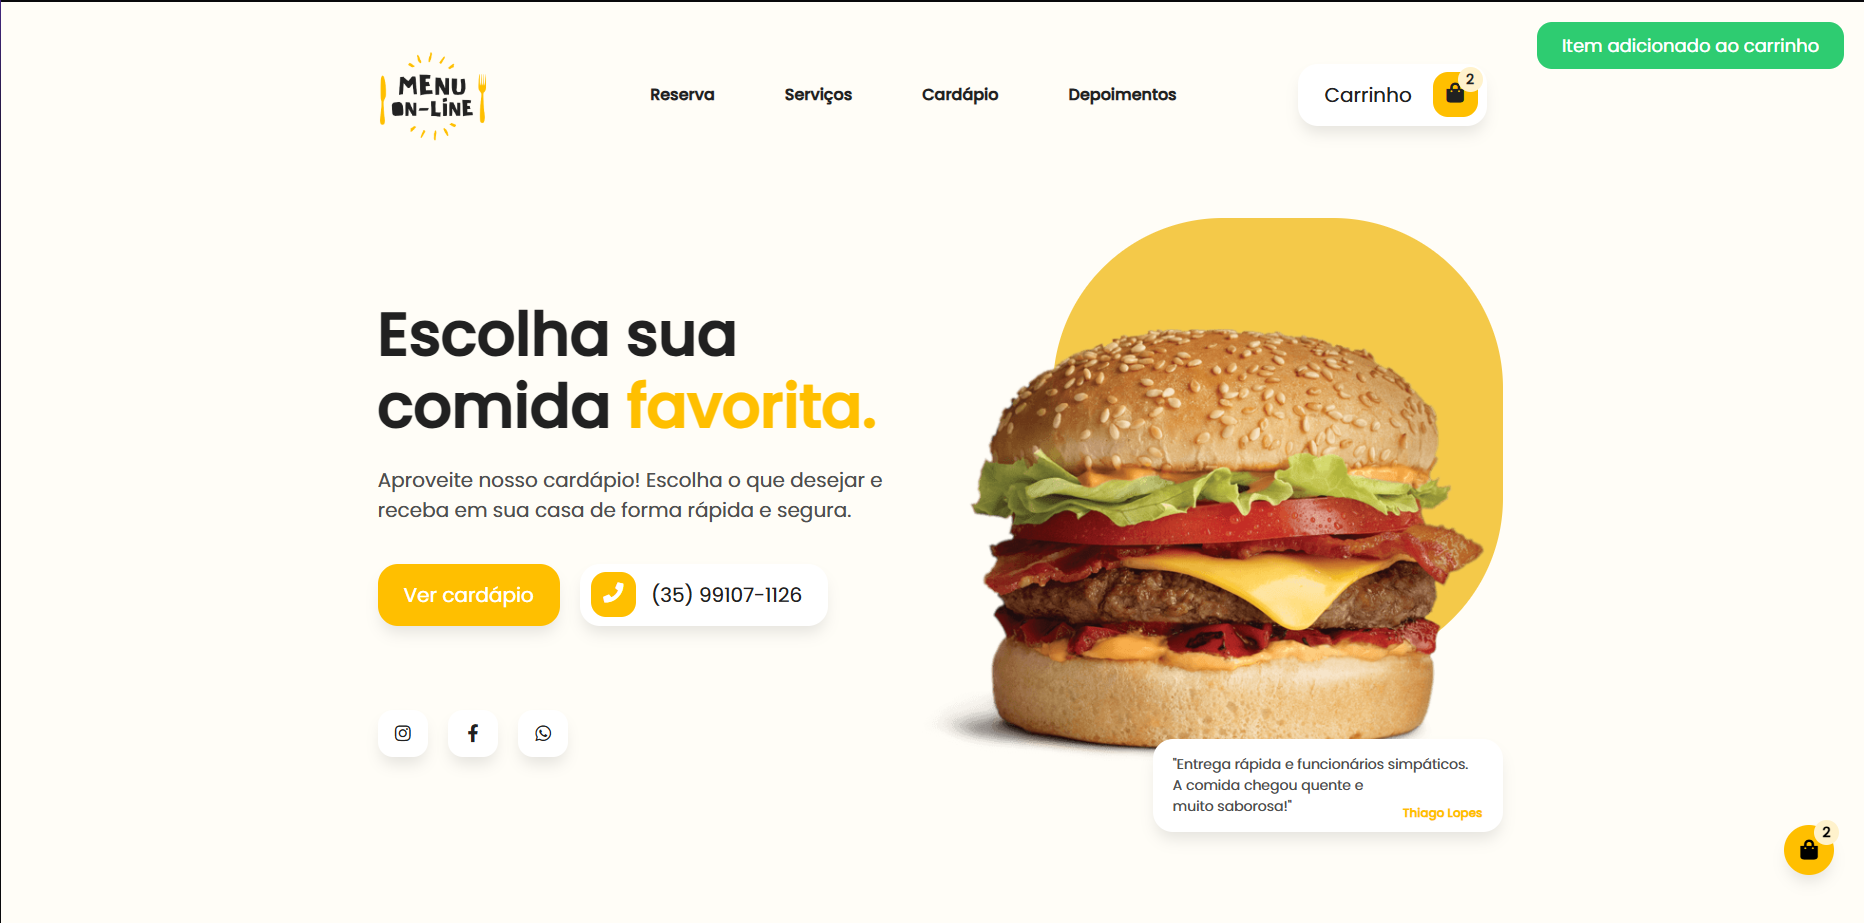 Item adicionado ao carrinho
MENU
ON-LINE
Reserva
Serviços
Cardápio
Depoimentos
Carrinho
2
Escolha sua
comida favorita.
Aproveite nosso cardápio! Escolha o que desejar e
receba em sua casa de forma rápida e segura.
Ver cardápio
(35) 99107-1126
"Entrega rápida e funcionários simpáticos.
A comida chegou quente e
muito saborosa!"
Thiago Lopes
2